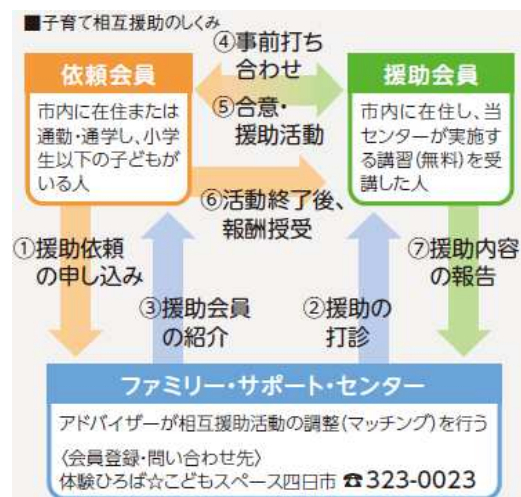 ■子育て相互援助のしくみ
④事前打ち
合わせ
依頼会員
援助会員
市内に在住または
通勤・通学し、小学
生以下の子どもが
いる人
⑤合意・
援助活動
市内に在住し、当
センターが実施す
る講習(無料)を受
講した人
⑥活動終了後、
報酬授受
①援助依頼
の申し込み
⑦援助内容
の報告
③援助会員
の紹介
②援助の
打診
ファミリー・サポート・センター
アドバイザーが相互援助活動の調整(マッチング)を行う
〈会員登録・問い合わせ先〉
体験ひろば☆こどもスペース四日市 ☎323-0023